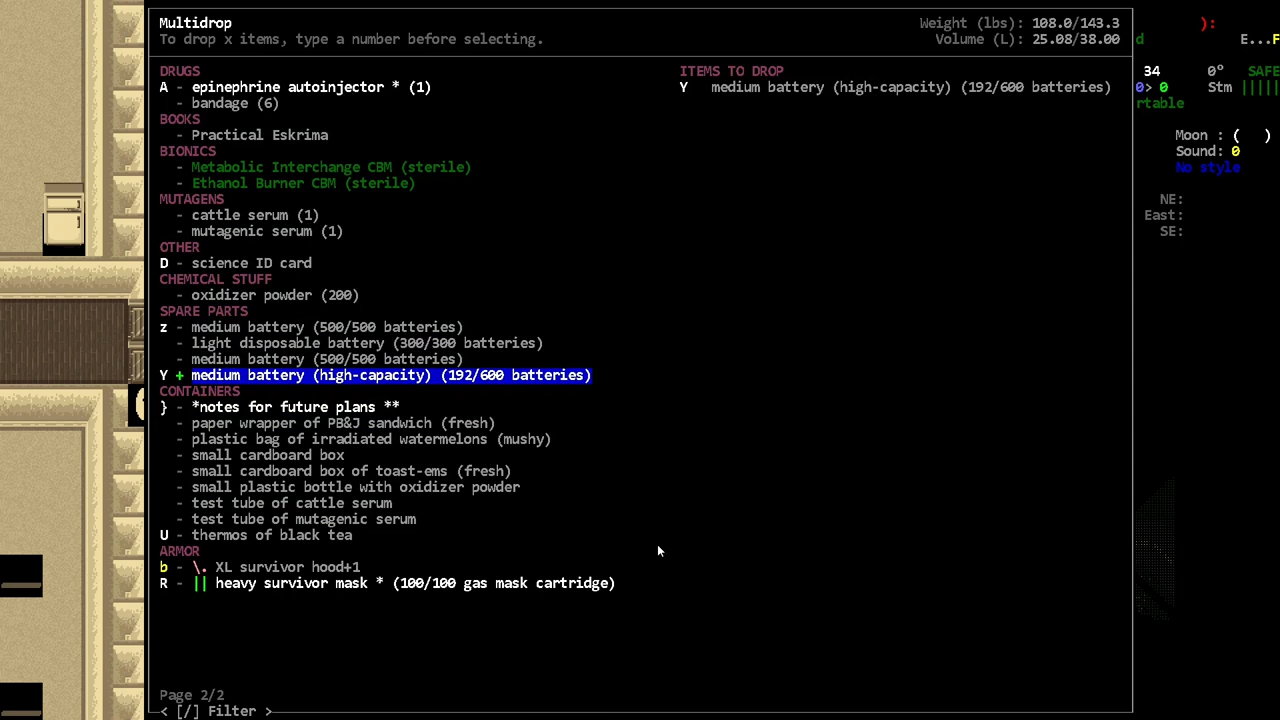 Multidrop
Weight (lbs): 108.0/143.3
To drop x items, type a number before selecting.
Volume (L): 25.08/38.00
DRUGS
A - epinephrine autoinjector * (1)
- bandage (6)
BOOKS
- Practical Eskrima
BIONICS
- Metabolic Interchange CBM (sterile)
- Ethanol Burner CBM (sterile)
MUTAGENS
- cattle serum (1)
- mutagenic serum (1)
OTHER
D - science ID card
CHEMICAL STUFF
- oxidizer powder (200)
SPARE PARTS
z - medium battery (500/500 batteries)
- light disposable battery (300/300 batteries)
- medium battery (500/500 batteries)
Y + medium battery (high-capacity) (192/600 batteries)
CONTAINERS
} - *notes for future plans **
- paper wrapper of PB&J sandwich (fresh)
- plastic bag of irradiated watermelons (mushy)
- small cardboard box
- small cardboard box of toast-ems (fresh)
- small plastic bottle with oxidizer powder
- test tube of cattle serum
- test tube of mutagenic serum
U - thermos of black tea
ARMOR
b - \. XL survivor hood+1
R - || heavy survivor mask * (100/100 gas mask cartridge)
Page 2/2
< [/] Filter >
ITEMS TO DROP
Y medium battery (high-capacity) (192/600 batteries)
):
d E...F
34 0° SAFE
0> 0 Stm |||||
rtable
Moon : ( )
Sound: 0
No style
NE:
East:
SE: